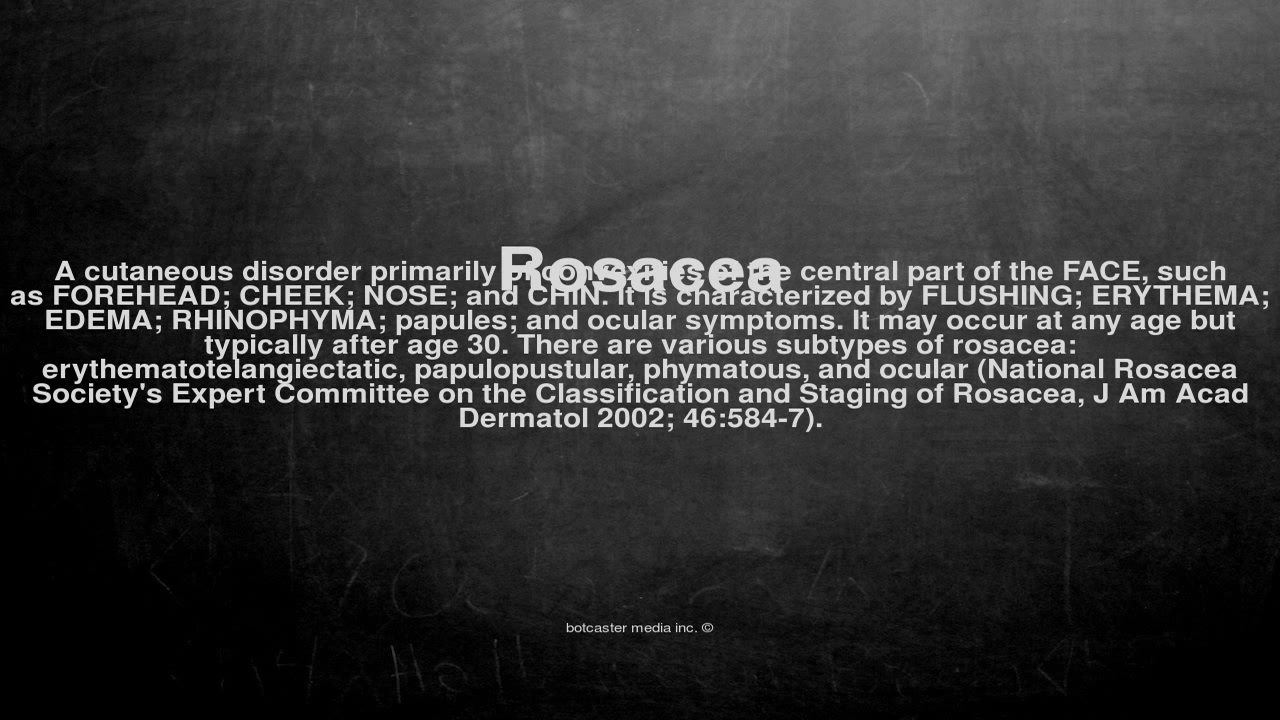 Rosacea
A cutaneous disorder primarily of convexities of the central part of the FACE, such
as FOREHEAD; CHEEK; NOSE; and CHIN. It is characterized by FLUSHING; ERYTHEMA;
EDEMA; RHINOPHYMA; papules; and ocular symptoms. It may occur at any age but
typically after age 30. There are various subtypes of rosacea:
erythematotelangiectatic, papulopustular, phymatous, and ocular (National Rosacea
Society's Expert Committee on the Classification and Staging of Rosacea, J Am Acad
Dermatol 2002; 46:584-7).
botcaster media inc. ©